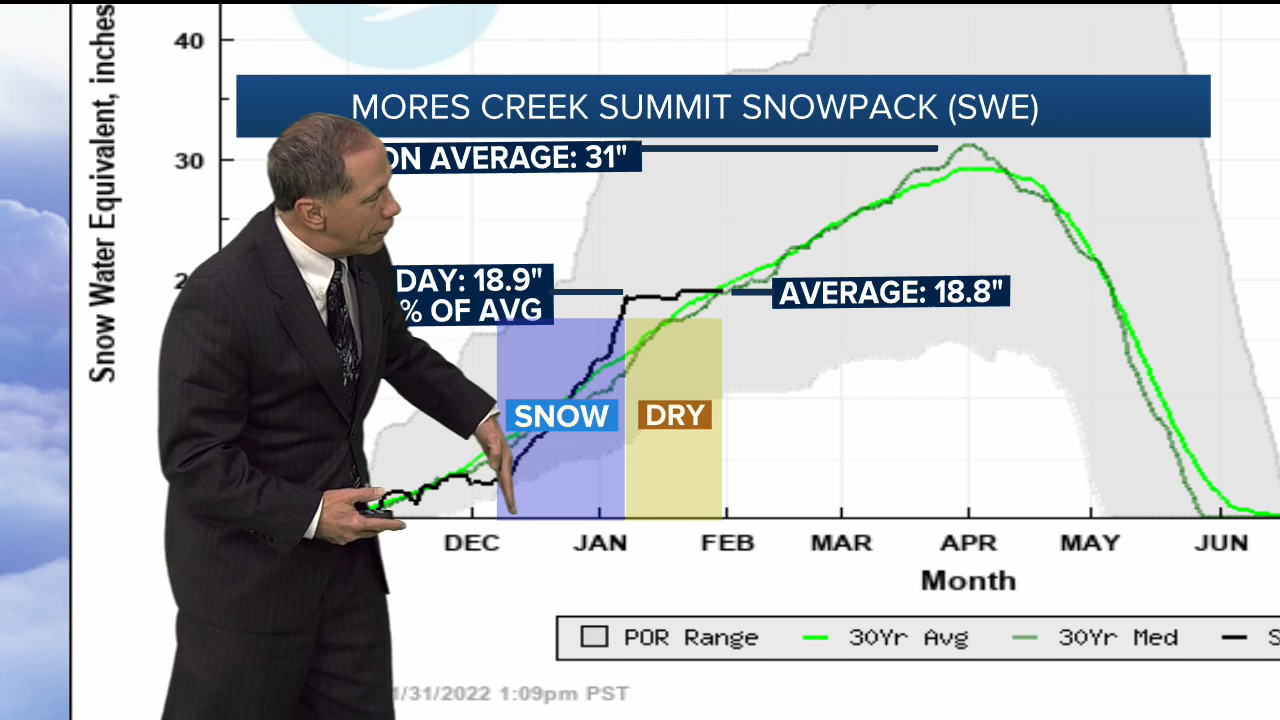 40
MORES CREEK SUMMIT SNOWPACK (SWE)
ON AVERAGE: 31"
30
Snow Water Equivalent, inches
2
DAY: 18.9"
% OF AVG
AVERAGE: 18.8"
SNOW
DRY
DEC JAN FEB MAR APR MAY JUN
Month
POR Range 30Yr Avg 30Yr Med S
1/31/2022 1:09pm PST